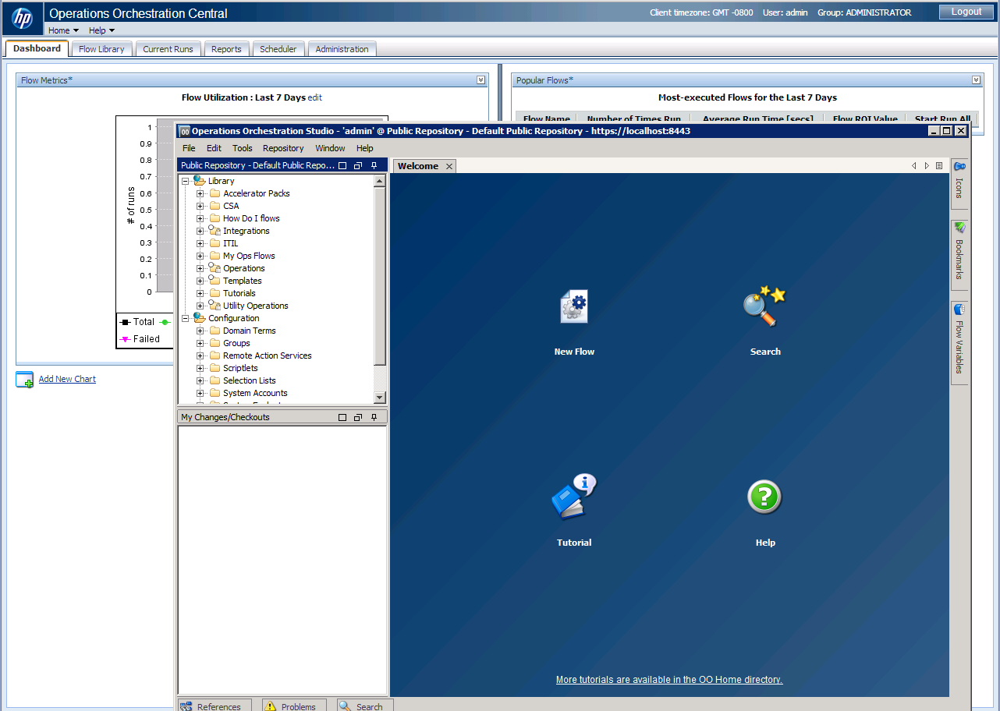 hp
Operations Orchestration Central
Client timezone: GMT -0800 User: admin Group: ADMINISTRATOR
Logout
Home Help
Dashboard Flow Library Current Runs Reports Scheduler Administration
Flow Metrics*
Flow Utilization : Last 7 Days edit
# of runs
1
0.9
0.8
0.7
0.6
0.5
0.4
0.3
0.2
0.1
0
Total
Failed
Add New Chart
Popular Flows*
Most-executed Flows for the Last 7 Days
Flow Name Number of Times Run Average Run Time [secs] Flow ROI Value Start Run All
OO Operations Orchestration Studio - 'admin' @ Public Repository - Default Public Repository - https://localhost:8443
File Edit Tools Repository Window Help
Public Repository - Default Public Repo...
Library
Accelerator Packs
CSA
How Do I flows
Integrations
ITIL
My Ops Flows
Operations
Templates
Tutorials
Utility Operations
Configuration
Domain Terms
Groups
Remote Action Services
Scriptlets
Selection Lists
System Accounts
My Changes/Checkouts
Welcome
New Flow
Search
Tutorial
Help
More tutorials are available in the OO Home directory.
Icons
Bookmarks
Flow Variables
References Problems Search